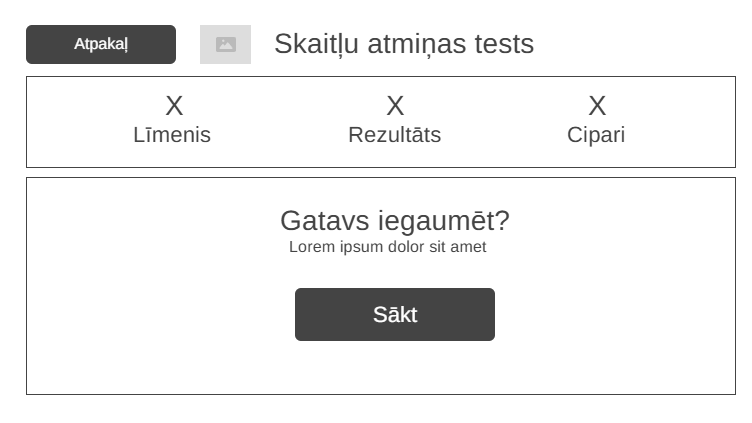 Atpakaļ
Skaitļu atmiņas tests
X X X
Līmenis Rezultāts Cipari
Gatavs iegaumēt?
Lorem ipsum dolor sit amet
Sākt